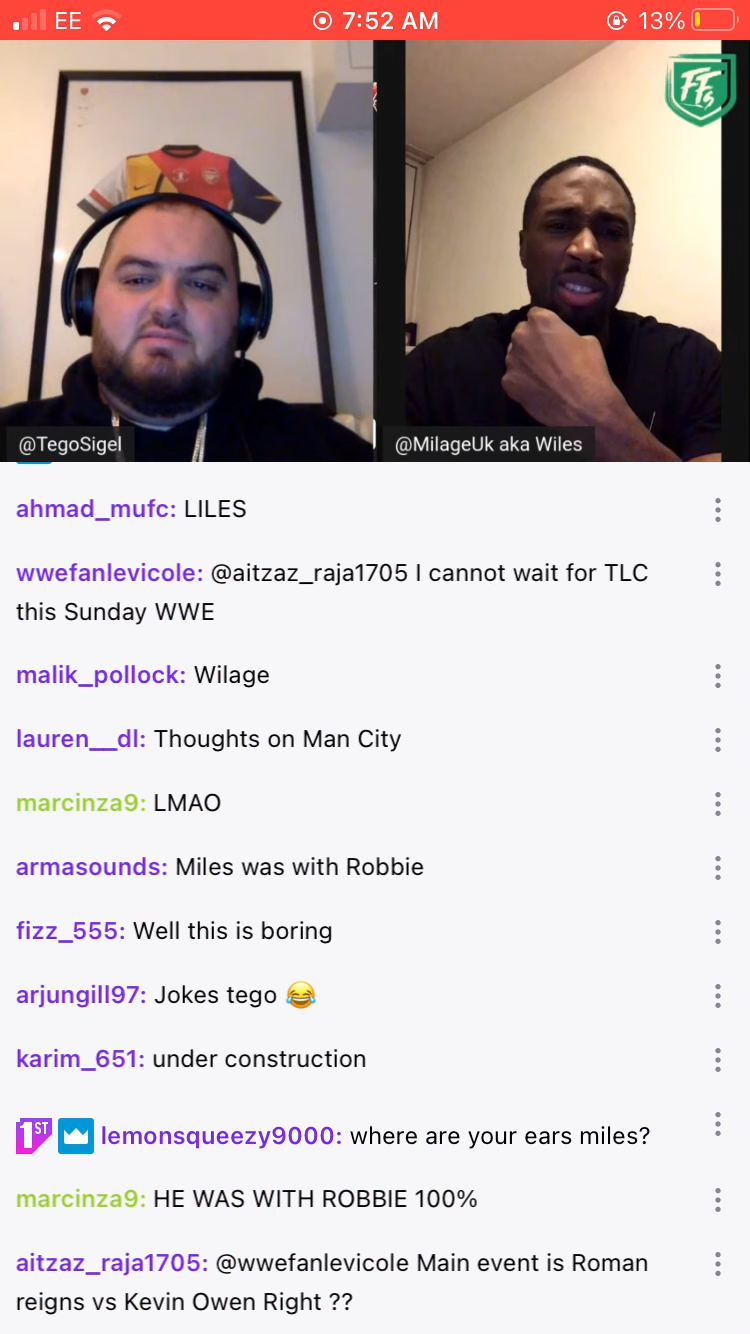 EE 7:52 AM 13%
FFs
@TegoSigel
@MilageUk aka Wiles
ahmad_mufc: LILES
wwefanlevicole: @aitzaz_raja1705 I cannot wait for TLC
this Sunday WWE
malik_pollock: Wilage
lauren__dl: Thoughts on Man City
marcinza9: LMAO
armasounds: Miles was with Robbie
fizz_555: Well this is boring
arjungill97: Jokes tego 😂
karim_651: under construction
1ST lemonsqueezy9000: where are your ears miles?
marcinza9: HE WAS WITH ROBBIE 100%
aitzaz_raja1705: @wwefanlevicole Main event is Roman
reigns vs Kevin Owen Right ??